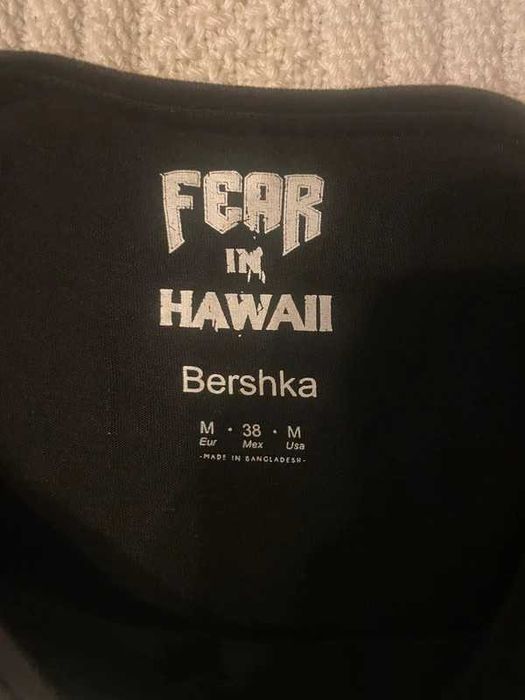 FEAR
IN
HAWAII
Bershka
M · 38 · M
Eur Mex Usa
-MADE IN BANGLADESH-